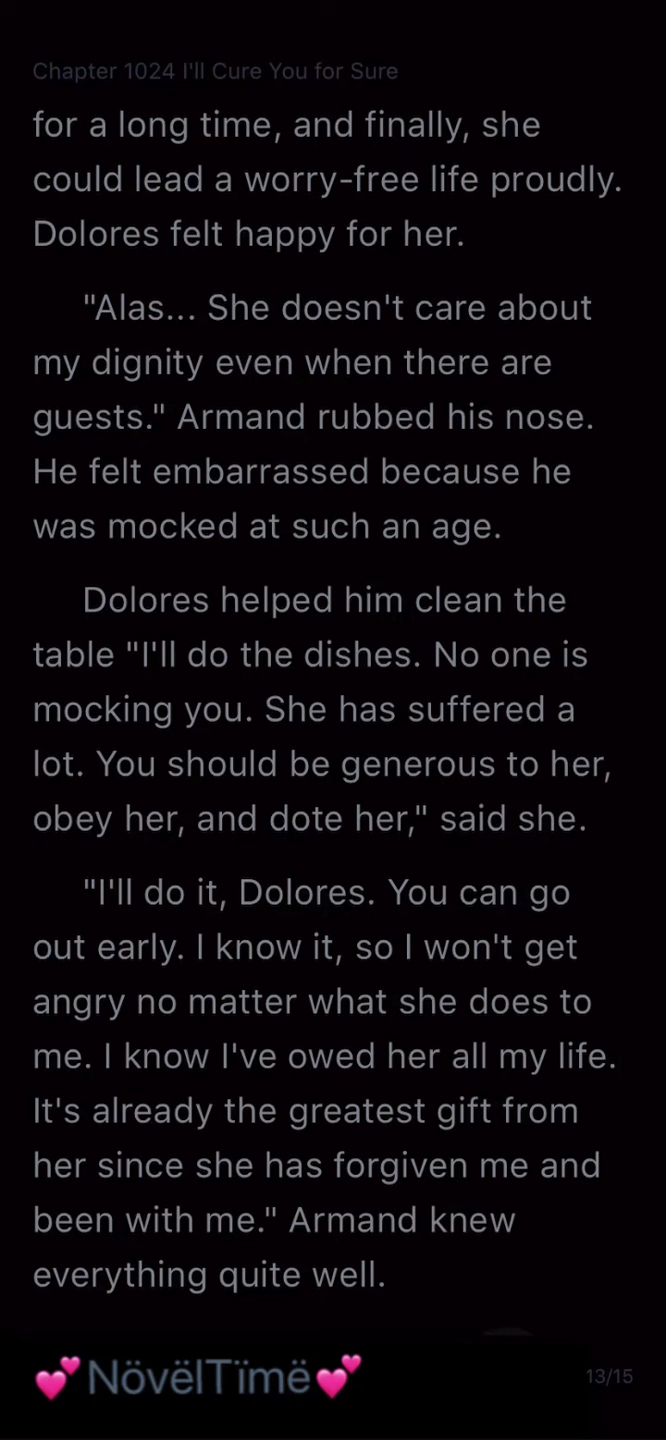 Chapter 1024 I'll Cure You for Sure
for a long time, and finally, she
could lead a worry-free life proudly.
Dolores felt happy for her.
"Alas... She doesn't care about
my dignity even when there are
guests." Armand rubbed his nose.
He felt embarrassed because he
was mocked at such an age.
Dolores helped him clean the
table "I'll do the dishes. No one is
mocking you. She has suffered a
lot. You should be generous to her,
obey her, and dote her," said she.
"I'll do it, Dolores. You can go
out early. I know it, so I won't get
angry no matter what she does to
me. I know I've owed her all my life.
It's already the greatest gift from
her since she has forgiven me and
been with me." Armand knew
everything quite well.
💕NövëlTïmë💕
13/15